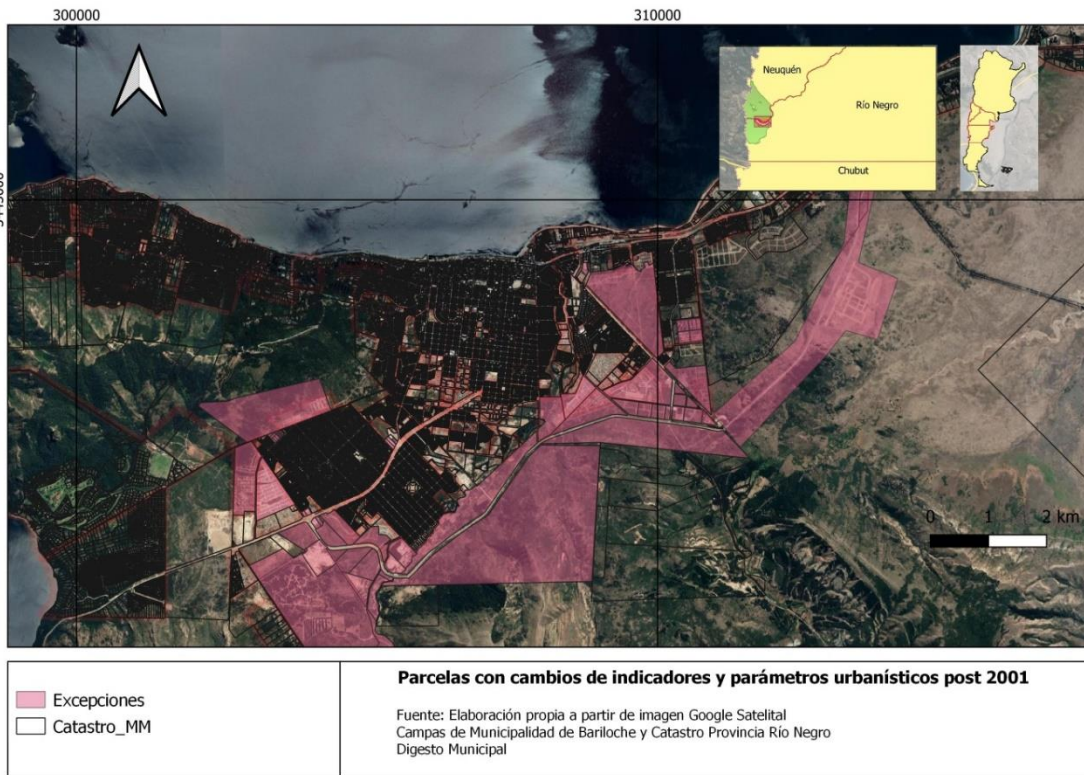 300000
310000
Neuquén
Río Negro
Chubut
0 1 2 km
Excepciones
Catastro_MM
Parcelas con cambios de indicadores y parámetros urbanísticos post 2001
Fuente: Elaboración propia a partir de imagen Google Satelital
Campas de Municipalidad de Bariloche y Catastro Provincia Río Negro
Digesto Municipal